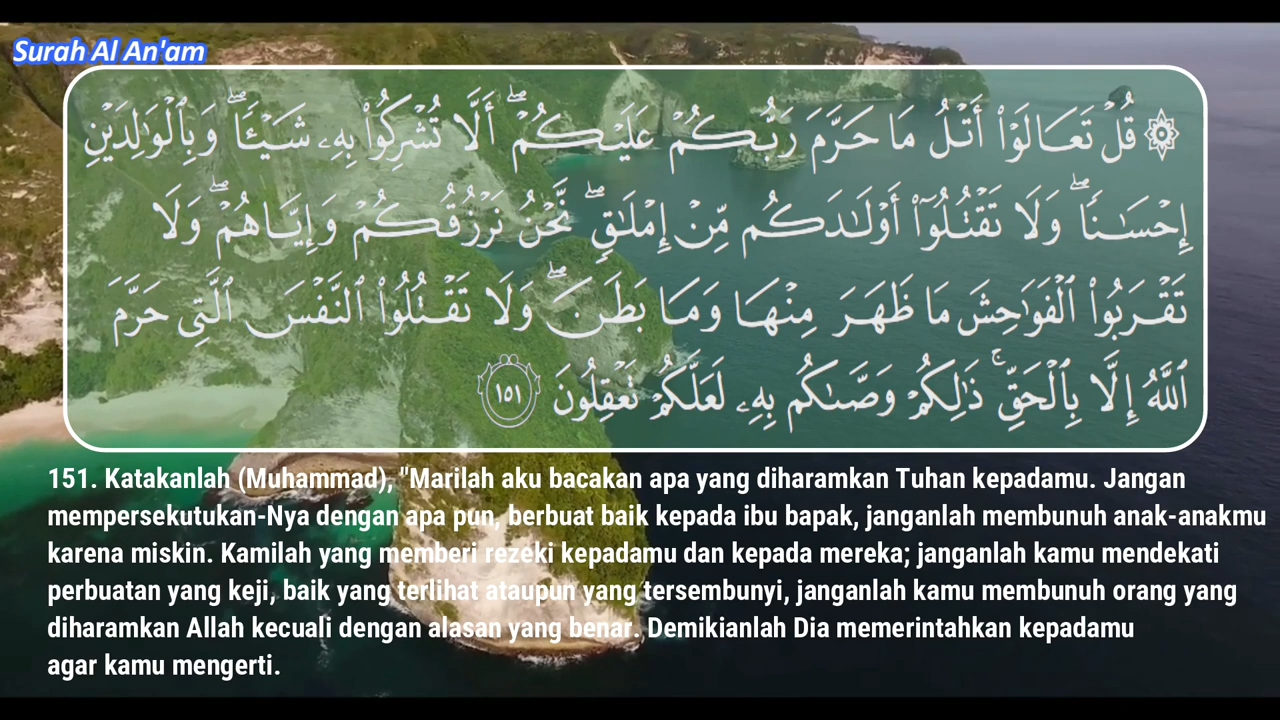 Surah Al An'am
۞ قُلْ تَعَالَوْا۟ أَتْلُ مَا حَرَّمَ رَبُّكُمْ عَلَيْكُمْ ۖ أَلَّا تُشْرِكُوا۟ بِهِۦ شَيْـًٔا ۖ وَبِٱلْوَٰلِدَيْنِ
إِحْسَـٰنًا ۖ وَلَا تَقْتُلُوٓا۟ أَوْلَـٰدَكُم مِّنْ إِمْلَـٰقٍ ۖ نَّحْنُ نَرْزُقُكُمْ وَإِيَّاهُمْ ۖ وَلَا
تَقْرَبُوا۟ ٱلْفَوَٰحِشَ مَا ظَهَرَ مِنْهَا وَمَا بَطَنَ ۖ وَلَا تَقْتُلُوا۟ ٱلنَّفْسَ ٱلَّتِى حَرَّمَ
ٱللَّهُ إِلَّا بِٱلْحَقِّ ۚ ذَٰلِكُمْ وَصَّىٰكُم بِهِۦ لَعَلَّكُمْ تَعْقِلُونَ ١٥١
151. Katakanlah (Muhammad), "Marilah aku bacakan apa yang diharamkan Tuhan kepadamu. Jangan
mempersekutukan-Nya dengan apa pun, berbuat baik kepada ibu bapak, janganlah membunuh anak-anakmu
karena miskin. Kamilah yang memberi rezeki kepadamu dan kepada mereka; janganlah kamu mendekati
perbuatan yang keji, baik yang terlihat ataupun yang tersembunyi, janganlah kamu membunuh orang yang
diharamkan Allah kecuali dengan alasan yang benar. Demikianlah Dia memerintahkan kepadamu
agar kamu mengerti.